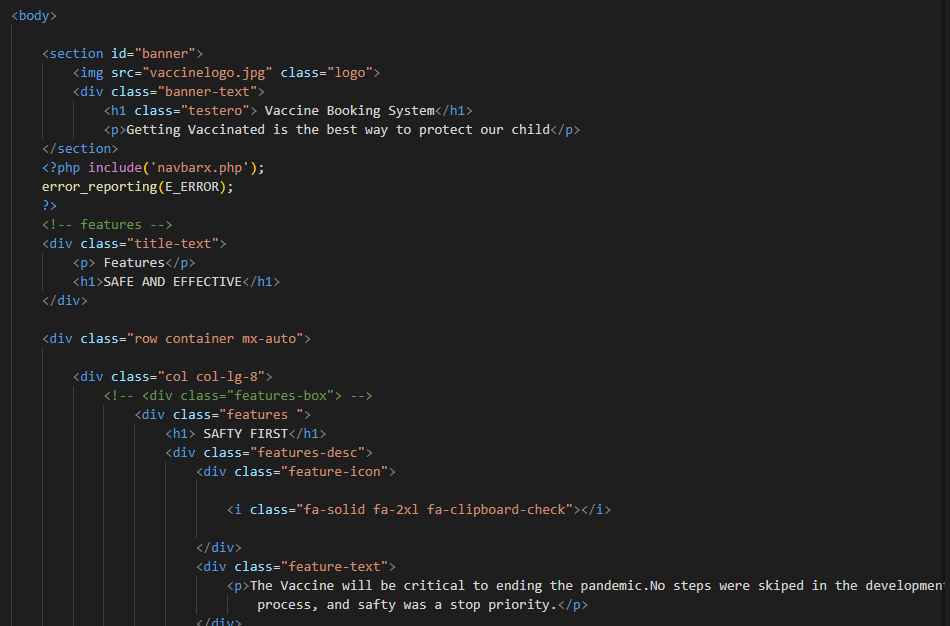 <body>
<section id="banner">
<img src="vaccinelogo.jpg" class="logo">
<div class="banner-text">
<h1 class="testero"> Vaccine Booking System</h1>
<p>Getting Vaccinated is the best way to protect our child</p>
</section>
<?php include('navbarx.php');
error_reporting(E_ERROR);
?>
<!-- features -->
<div class="title-text">
<p> Features</p>
<h1>SAFE AND EFFECTIVE</h1>
</div>
<div class="row container mx-auto">
<div class="col col-lg-8">
<!-- <div class="features-box"> -->
<div class="features ">
<h1> SAFTY FIRST</h1>
<div class="features-desc">
<div class="feature-icon">
<i class="fa-solid fa-2xl fa-clipboard-check"></i>
</div>
<div class="feature-text">
<p>The Vaccine will be critical to ending the pandemic.No steps were skiped in the development
process, and safty was a stop priority.</p>
</div>